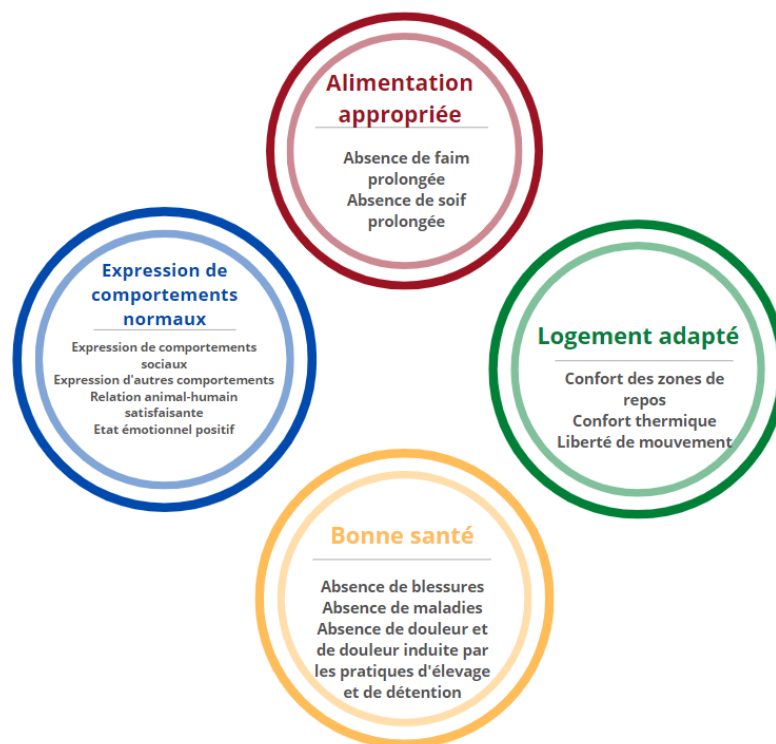 Alimentation
appropriée
Absence de faim
prolongée
Absence de soif
prolongée
Expression de
comportements
normaux
Expression de comportements
sociaux
Expression d'autres comportements
Relation animal-humain
satisfaisante
Etat émotionnel positif
Logement adapté
Confort des zones de
repos
Confort thermique
Liberté de mouvement
Bonne santé
Absence de blessures
Absence de maladies
Absence de douleur et
de douleur induite par
les pratiques d'élevage
et de détention